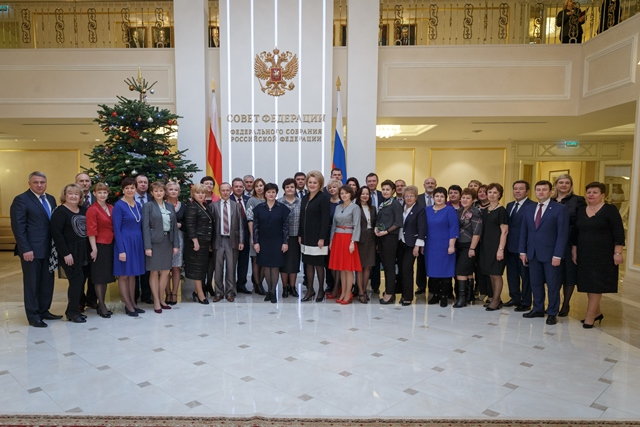 СОВЕТ ФЕДЕРАЦИИ
ФЕДЕРАЛЬНОГО СОБРАНИЯ
РОССИЙСКОЙ ФЕДЕРАЦИИ